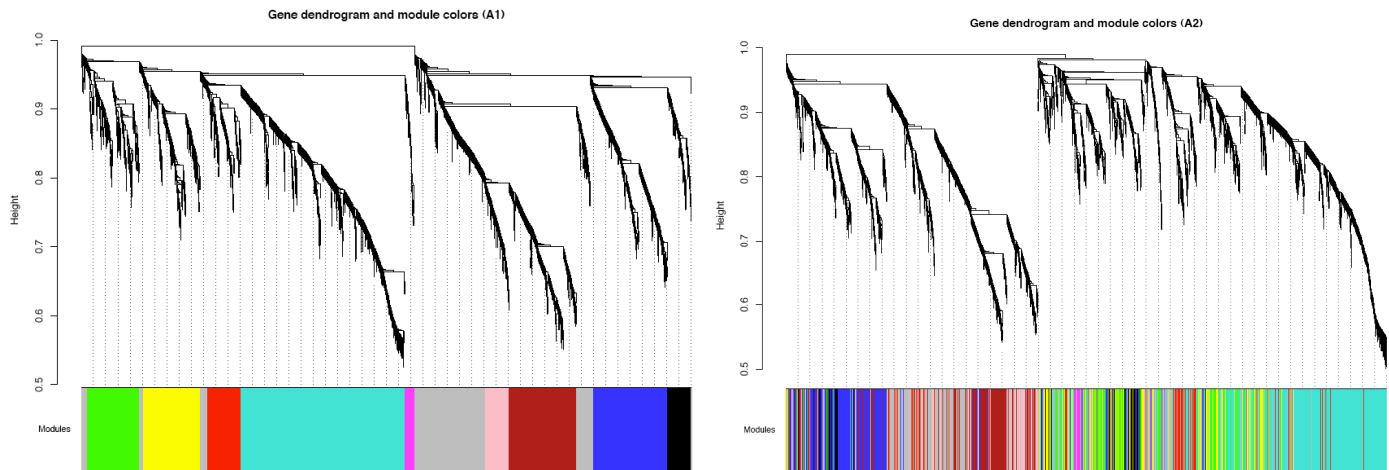 Gene dendrogram and module colors (A1)
1.0
0.9
0.8
0.7
0.6
0.5
Height
Modules
Gene dendrogram and module colors (A2)
1.0
0.9
0.8
0.7
0.6
0.5
Height
Modules